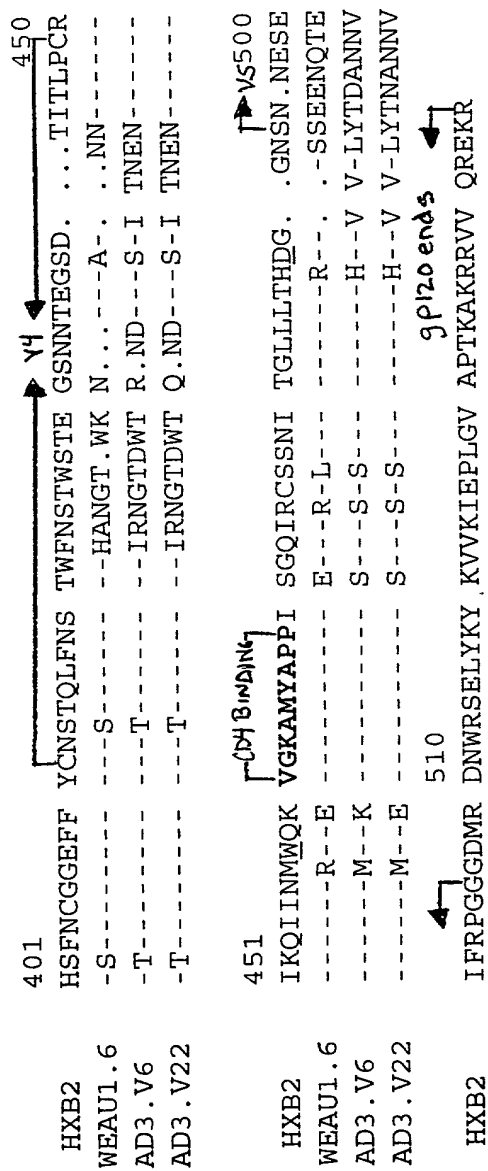 401 V4 450
HXB2 HSFNCGGEFF YCNSTQLFNS TWFNSTWSTE GSNNTEGSD. ...TITLPCR
WEAU1.6 -S-------- ---S------ --HANGT.WK N...---A-. ..NN------
AD3.V6 -T-------- ---T------ --IRNGTDWT R.ND---S-I TNEN------
AD3.V22 -T-------- ---T------ --IRNGTDWT Q.ND---S-I TNEN------
451 CD4 BINDING V5 500
HXB2 IKQIINMWQK VGKAMYAPPI SGQIRCSSNI TGLLLTHDG. .GNSN.NESE
WEAU1.6 ------R--E ---------- E---R-L--- -------R-. .-SSEENQTE
AD3.V6 ------M--K ---------- S---S-S--- -------H--V V-LYTDANNV
AD3.V22 ------M--E ---------- S---S-S--- -------H--V V-LYTNANNV
510 gp120 ends
HXB2 IFRPGGGDMR DNWRSELYKY KVVKIEPLGV APTKAKRRVV QREKR